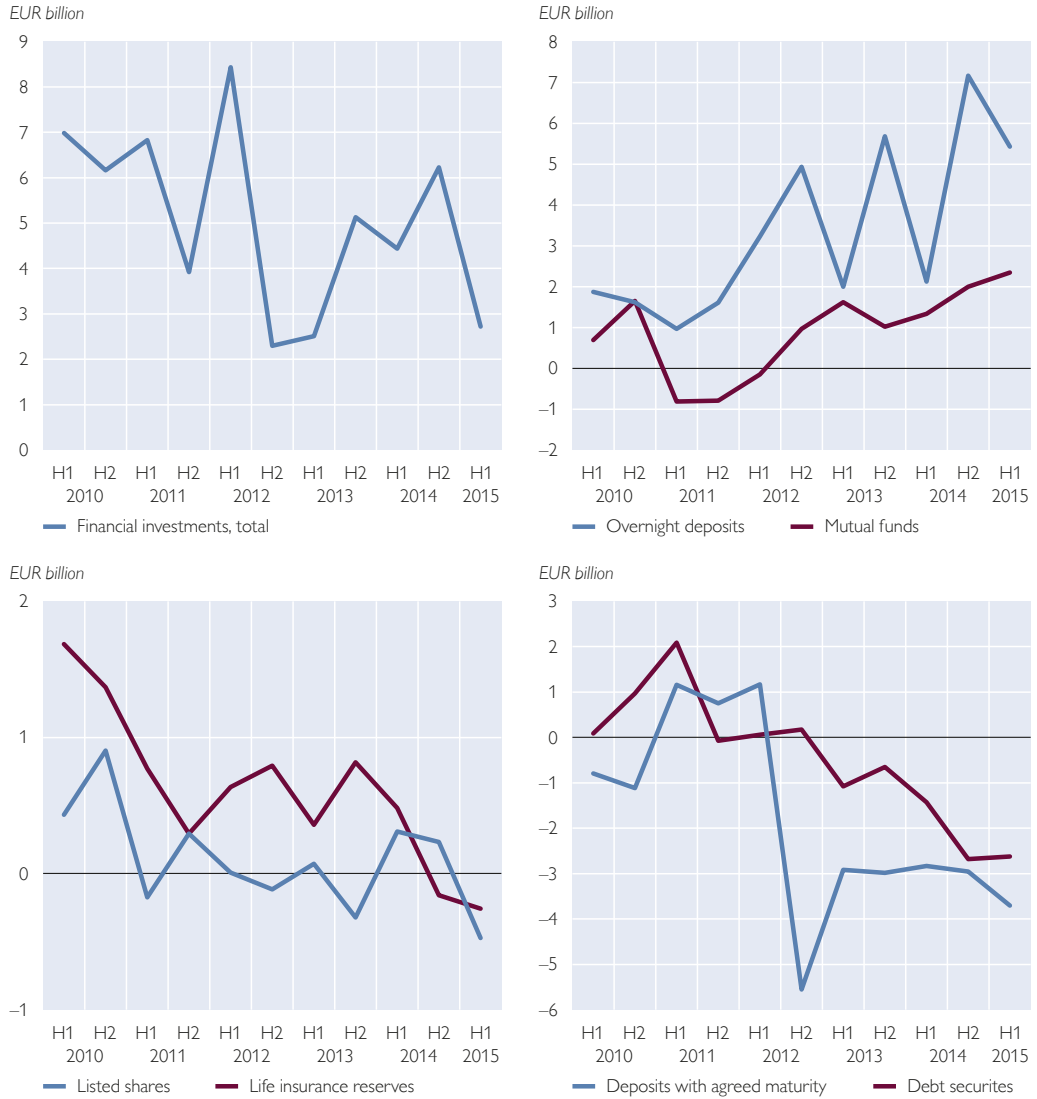 EUR billion
9
8
7
6
5
4
3
2
1
0
H1 H2 H1 H2 H1 H2 H1 H2 H1 H2 H1
2010 2011 2012 2013 2014 2015
Financial investments, total
EUR billion
8
7
6
5
4
3
2
1
0
–1
–2
H1 H2 H1 H2 H1 H2 H1 H2 H1 H2 H1
2010 2011 2012 2013 2014 2015
Overnight deposits Mutual funds
EUR billion
2
1
0
–1
H1 H2 H1 H2 H1 H2 H1 H2 H1 H2 H1
2010 2011 2012 2013 2014 2015
Listed shares Life insurance reserves
EUR billion
3
2
1
0
–1
–2
–3
–4
–5
–6
H1 H2 H1 H2 H1 H2 H1 H2 H1 H2 H1
2010 2011 2012 2013 2014 2015
Deposits with agreed maturity Debt securites